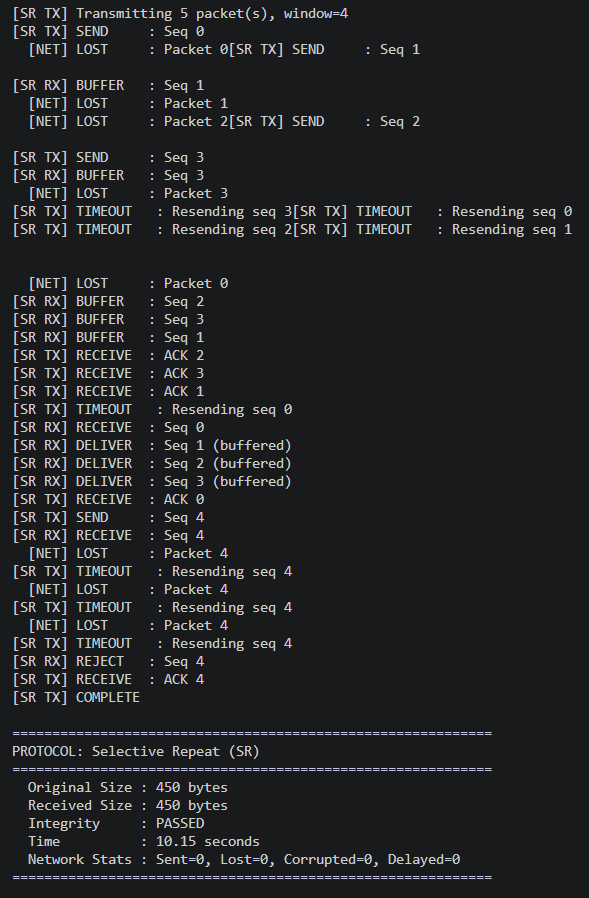 [SR TX] Transmitting 5 packet(s), window=4
[SR TX] SEND     : Seq 0
  [NET] LOST     : Packet 0[SR TX] SEND     : Seq 1
[SR RX] BUFFER   : Seq 1
  [NET] LOST     : Packet 1
  [NET] LOST     : Packet 2[SR TX] SEND     : Seq 2
[SR TX] SEND     : Seq 3
[SR RX] BUFFER   : Seq 3
  [NET] LOST     : Packet 3
[SR TX] TIMEOUT   : Resending seq 3[SR TX] TIMEOUT   : Resending seq 0
[SR TX] TIMEOUT   : Resending seq 2[SR TX] TIMEOUT   : Resending seq 1
  [NET] LOST     : Packet 0
[SR RX] BUFFER   : Seq 2
[SR RX] BUFFER   : Seq 3
[SR RX] BUFFER   : Seq 1
[SR TX] RECEIVE  : ACK 2
[SR TX] RECEIVE  : ACK 3
[SR TX] RECEIVE  : ACK 1
[SR TX] TIMEOUT   : Resending seq 0
[SR RX] RECEIVE  : Seq 0
[SR RX] DELIVER  : Seq 1 (buffered)
[SR RX] DELIVER  : Seq 2 (buffered)
[SR RX] DELIVER  : Seq 3 (buffered)
[SR TX] RECEIVE  : ACK 0
[SR TX] SEND     : Seq 4
[SR RX] RECEIVE  : Seq 4
  [NET] LOST     : Packet 4
[SR TX] TIMEOUT   : Resending seq 4
  [NET] LOST     : Packet 4
[SR TX] TIMEOUT   : Resending seq 4
  [NET] LOST     : Packet 4
[SR TX] TIMEOUT   : Resending seq 4
[SR RX] REJECT   : Seq 4
[SR TX] RECEIVE  : ACK 4
[SR TX] COMPLETE
============================================================
PROTOCOL: Selective Repeat (SR)
============================================================
  Original Size : 450 bytes
  Received Size : 450 bytes
  Integrity     : PASSED
  Time          : 10.15 seconds
  Network Stats : Sent=0, Lost=0, Corrupted=0, Delayed=0
============================================================